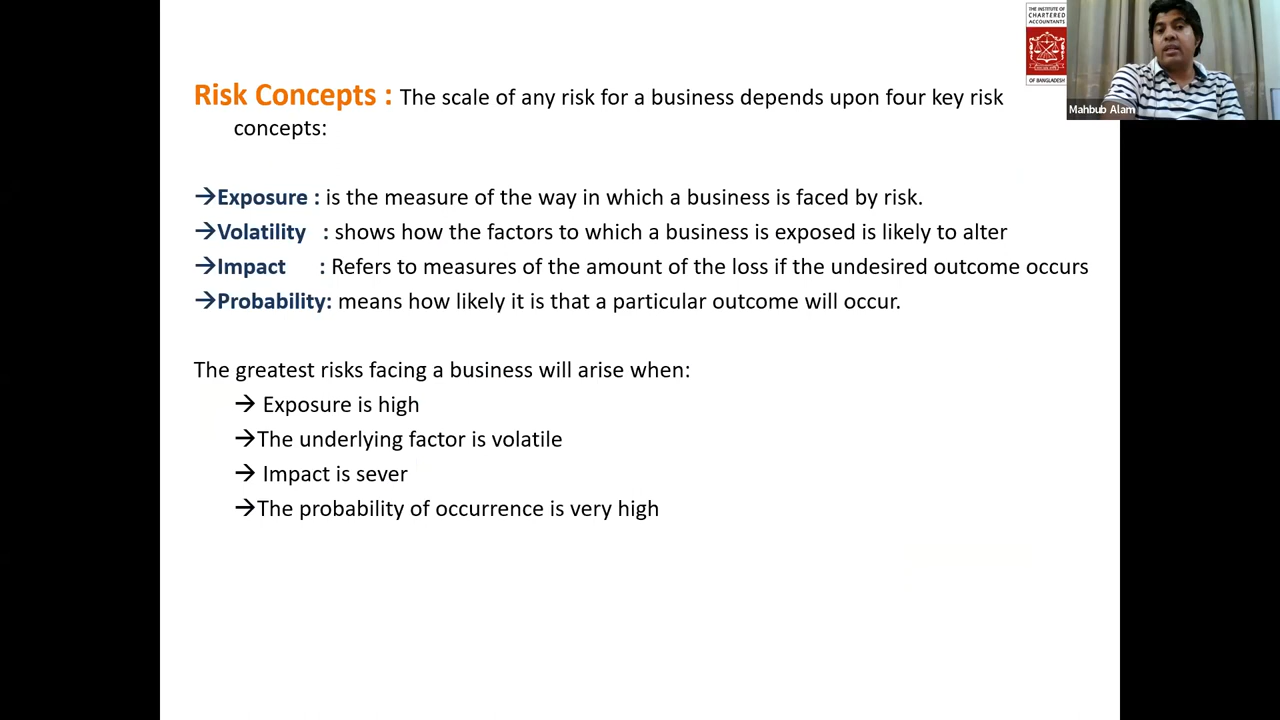 THE INSTITUTE OF
CHARTERED
ACCOUNTANTS
OF BANGLADESH
Mahbub Alam
Risk Concepts : The scale of any risk for a business depends upon four key risk
concepts:
→Exposure : is the measure of the way in which a business is faced by risk.
→Volatility : shows how the factors to which a business is exposed is likely to alter
→Impact : Refers to measures of the amount of the loss if the undesired outcome occurs
→Probability: means how likely it is that a particular outcome will occur.
The greatest risks facing a business will arise when:
→ Exposure is high
→The underlying factor is volatile
→ Impact is sever
→The probability of occurrence is very high